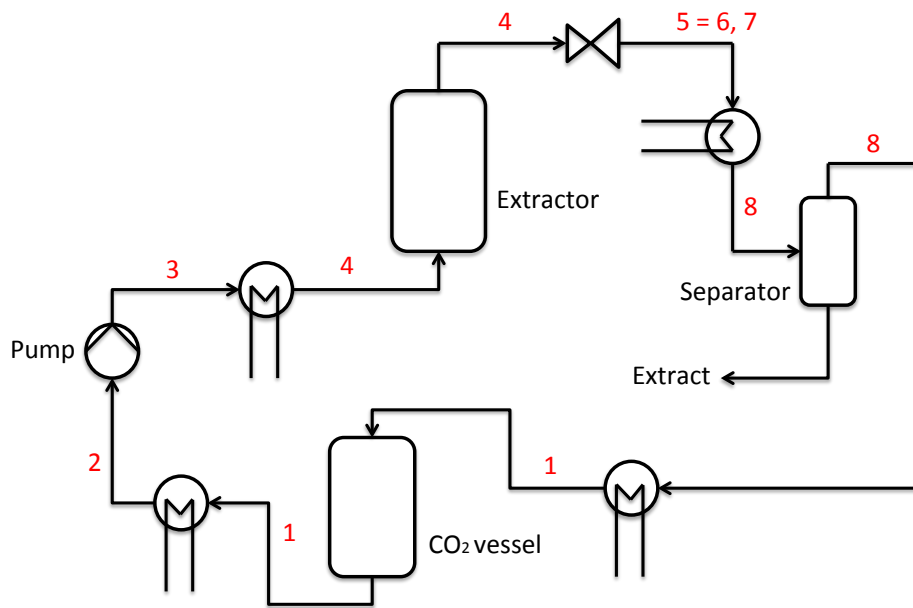 4
5 = 6, 7
8
Extractor
8
3
4
Separator
Pump
Extract
2
1
1
CO₂ vessel